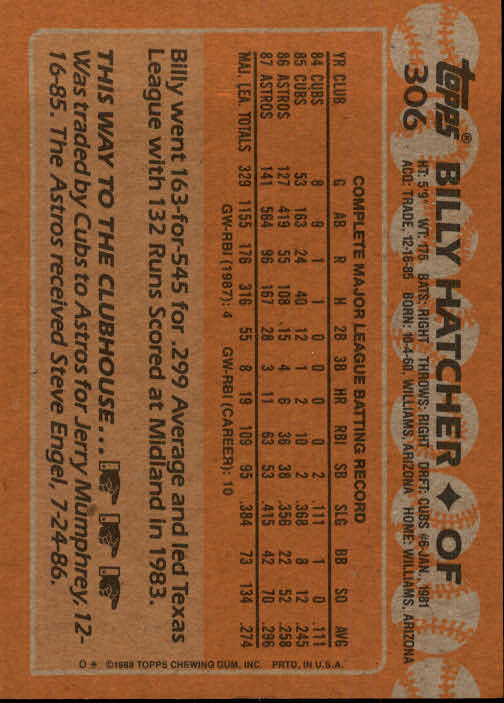 topps® BILLY HATCHER ✦ OF
306 HT: 5'9" WT: 175 BATS: RIGHT THROWS: RIGHT DRFT: CUBS #6-JAN., 1981
ACQ: TRADE, 12-16-85 BORN: 10-4-60, WILLIAMS, ARIZONA HOME: WILLIAMS, ARIZONA
COMPLETE MAJOR LEAGUE BATTING RECORD
YR CLUB G AB R H 2B 3B HR RBI SB SLG BB SO AVG
84 CUBS 8 9 1 1 0 0 0 0 2 .111 1 0 .111
85 CUBS 53 163 24 40 12 1 2 10 2 .368 8 12 .245
86 ASTROS 127 419 55 108 15 4 6 36 38 .356 22 52 .258
87 ASTROS 141 564 96 167 28 3 11 63 53 .415 42 70 .296
MAJ. LEA. TOTALS 329 1155 176 316 55 8 19 109 95 .384 73 134 .274
GW-RBI (1987): 4 GW-RBI (CAREER): 10
Billy went 163-for-545 for .299 Average and led Texas
League with 132 Runs Scored at Midland in 1983.
THIS WAY TO THE CLUBHOUSE...
Was traded by Cubs to Astros for Jerry Mumphrey, 12-
16-85. The Astros received Steve Engel, 7-24-86.
D* ©1988 TOPPS CHEWING GUM, INC. PRTD. IN U.S.A.